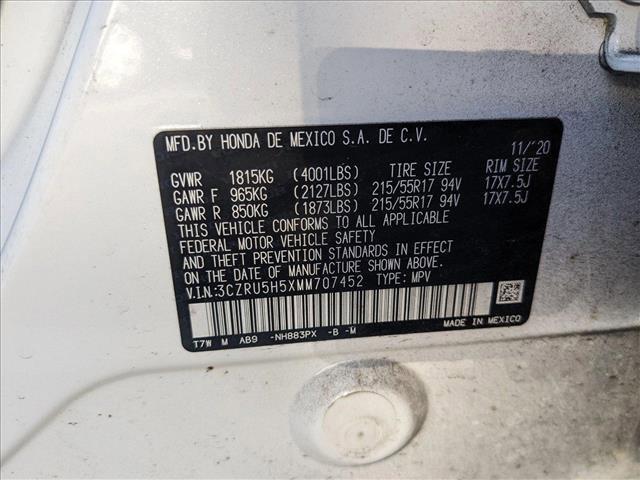 MFD.BY HONDA DE MEXICO S.A. DE C.V. 11/'20
GVWR 1815KG (4001LBS) TIRE SIZE RIM SIZE
GAWR F 965KG (2127LBS) 215/55R17 94V 17X7.5J
GAWR R 850KG (1873LBS) 215/55R17 94V 17X7.5J
THIS VEHICLE CONFORMS TO ALL APPLICABLE
FEDERAL MOTOR VEHICLE SAFETY
AND THEFT PREVENTION STANDARDS IN EFFECT
ON THE DATE OF MANUFACTURE SHOWN ABOVE.
V.I.N:3CZRU5H5XMM707452 TYPE: MPV
T7W M AB9 -NH883PX -B -M MADE IN MEXICO